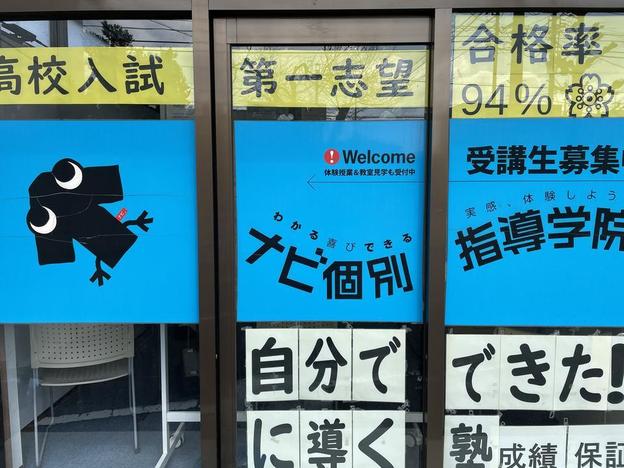 高校入試 第一志望 合格率
94%
Welcome
体験授業&教室見学も受付中
受講生募集中
わかる喜びできる 実感、体験しよう
ナビ個別 指導学院
自分で できた!
に導く 塾 成績 保証